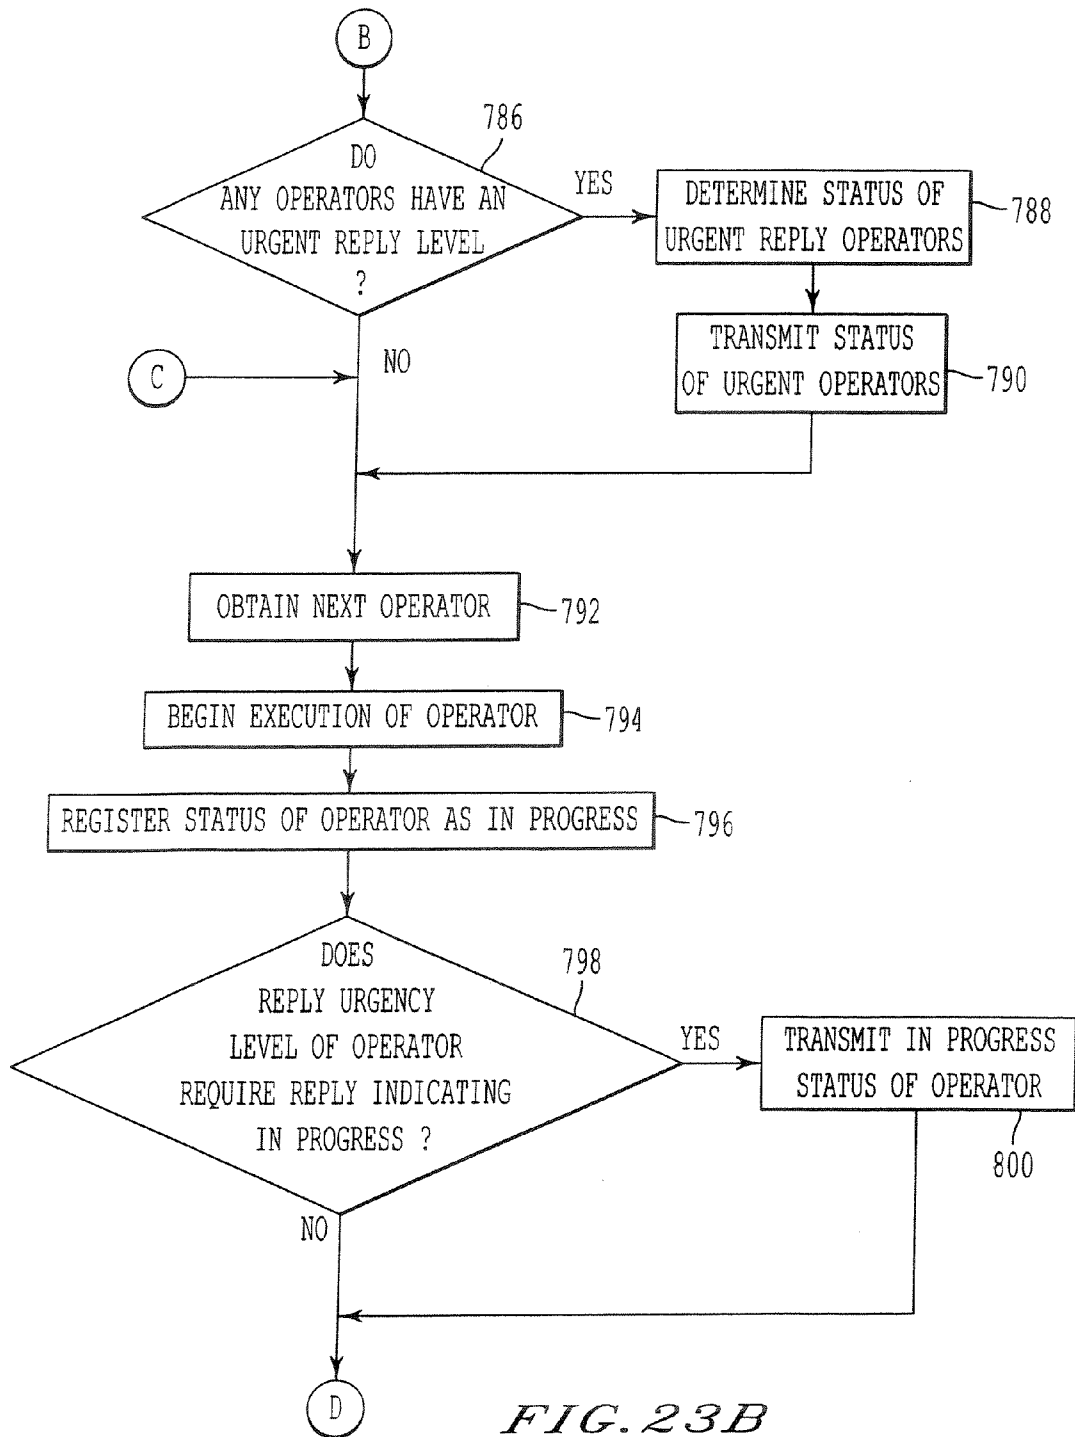 B
786
DO
ANY OPERATORS HAVE AN
URGENT REPLY LEVEL
?
YES
DETERMINE STATUS OF
URGENT REPLY OPERATORS
788
TRANSMIT STATUS
OF URGENT OPERATORS
790
NO
C
OBTAIN NEXT OPERATOR
792
BEGIN EXECUTION OF OPERATOR
794
REGISTER STATUS OF OPERATOR AS IN PROGRESS
796
DOES
REPLY URGENCY
LEVEL OF OPERATOR
REQUIRE REPLY INDICATING
IN PROGRESS ?
798
YES
TRANSMIT IN PROGRESS
STATUS OF OPERATOR
800
NO
D
FIG. 23B